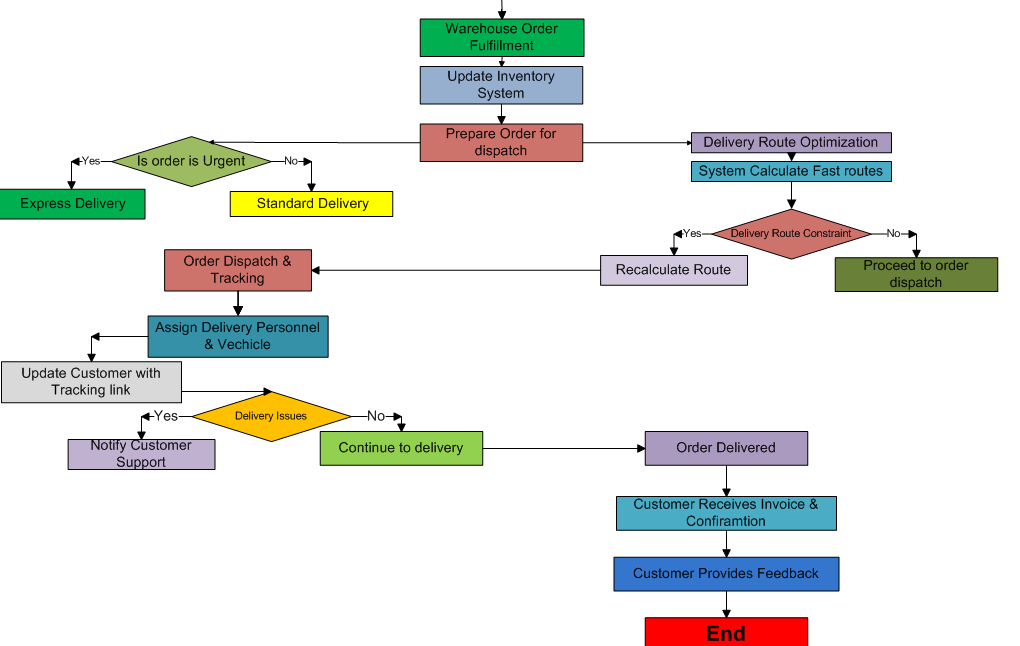 Warehouse Order
Fulfillment
Update Inventory
System
Prepare Order for
dispatch
Delivery Route Optimization
Is order is Urgent
Yes
No
System Calculate Fast routes
Express Delivery
Standard Delivery
Delivery Route Constraint
Yes
No
Order Dispatch &
Tracking
Recalculate Route
Proceed to order
dispatch
Assign Delivery Personnel
& Vechicle
Update Customer with
Tracking link
Delivery Issues
Yes
No
Notify Customer
Support
Continue to delivery
Order Delivered
Customer Receives Invoice &
Confiramtion
Customer Provides Feedback
End